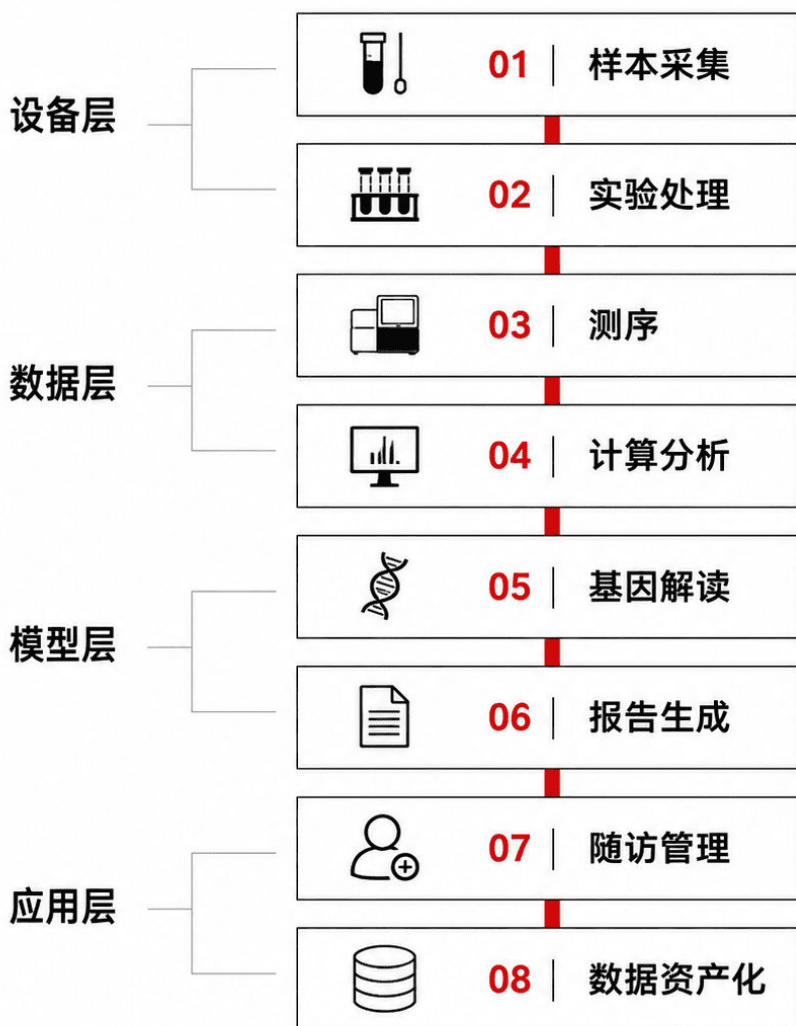 设备层
01 样本采集
02 实验处理
数据层
03 测序
04 计算分析
模型层
05 基因解读
06 报告生成
应用层
07 随访管理
08 数据资产化